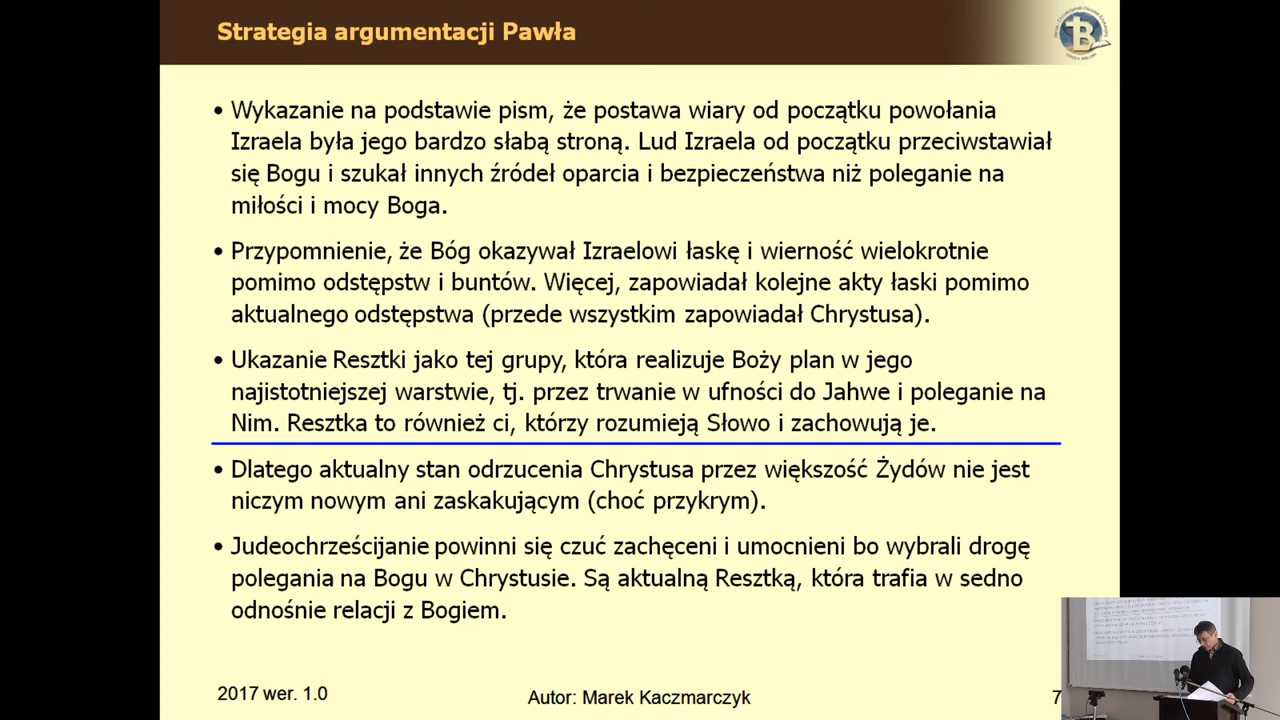 Strategia argumentacji Pawła
• Wykazanie na podstawie pism, że postawa wiary od początku powołania
Izraela była jego bardzo słabą stroną. Lud Izraela od początku przeciwstawiał
się Bogu i szukał innych źródeł oparcia i bezpieczeństwa niż poleganie na
miłości i mocy Boga.
• Przypomnienie, że Bóg okazywał Izraelowi łaskę i wierność wielokrotnie
pomimo odstępstw i buntów. Więcej, zapowiadał kolejne akty łaski pomimo
aktualnego odstępstwa (przede wszystkim zapowiadał Chrystusa).
• Ukazanie Resztki jako tej grupy, która realizuje Boży plan w jego
najistotniejszej warstwie, tj. przez trwanie w ufności do Jahwe i poleganie na
Nim. Resztka to również ci, którzy rozumieją Słowo i zachowują je.
• Dlatego aktualny stan odrzucenia Chrystusa przez większość Żydów nie jest
niczym nowym ani zaskakującym (choć przykrym).
• Judeochrześcijanie powinni się czuć zachęceni i umocnieni bo wybrali drogę
polegania na Bogu w Chrystusie. Są aktualną Resztką, która trafia w sedno
odnośnie relacji z Bogiem.
2017 wer. 1.0
Autor: Marek Kaczmarczyk
7